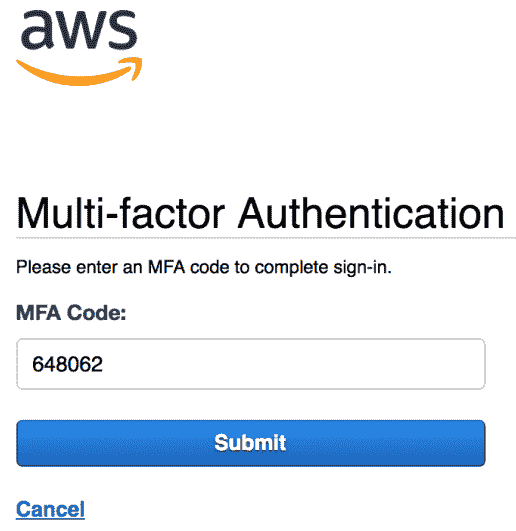 aws
Multi-factor Authentication
Please enter an MFA code to complete sign-in.
MFA Code:
648062
Submit
Cancel